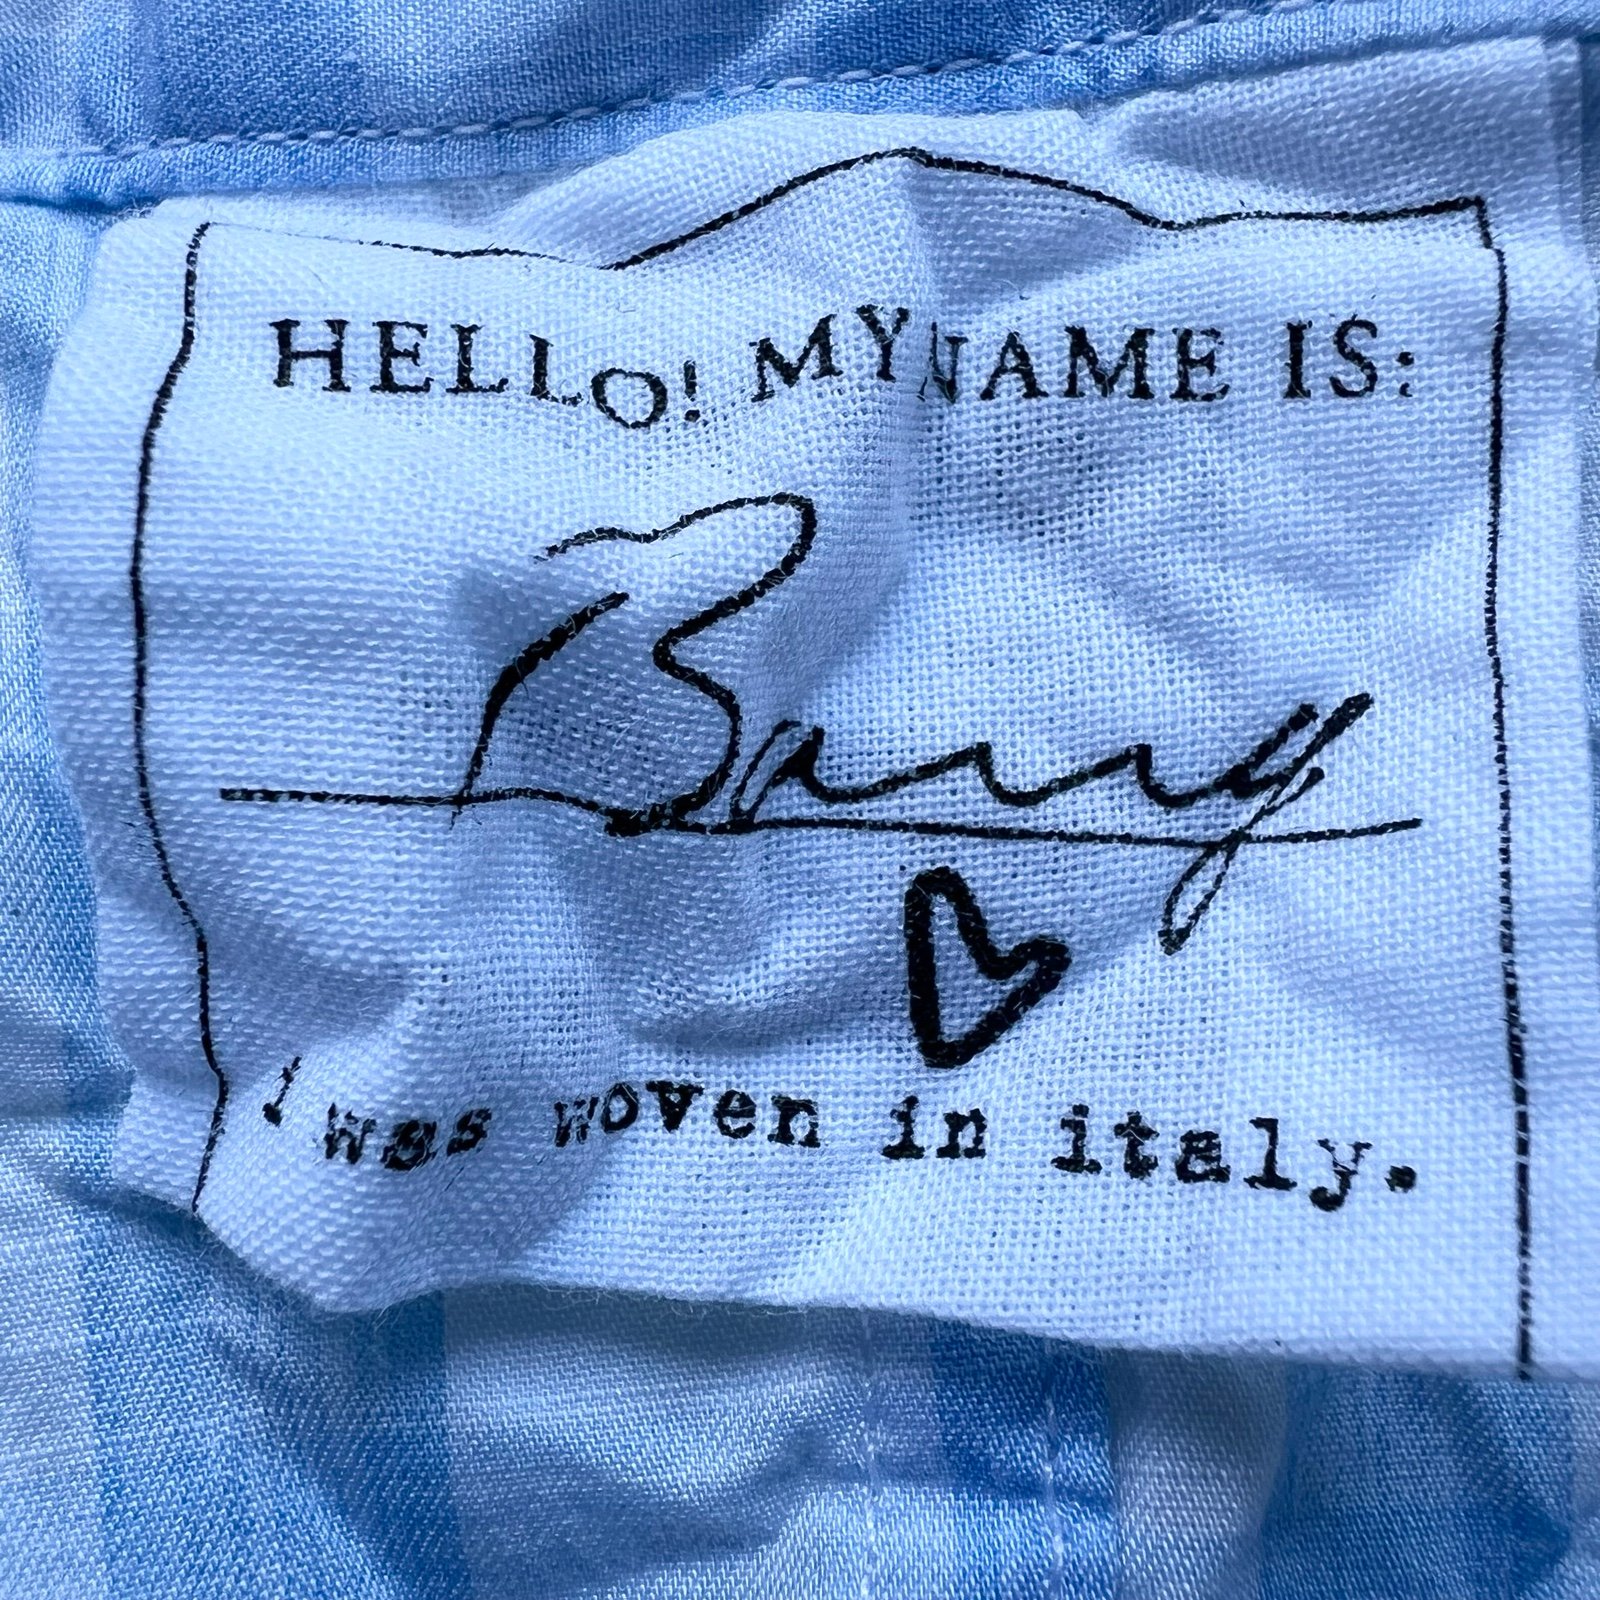 HELLO! MY NAME IS:
Barry
I was woven in italy.